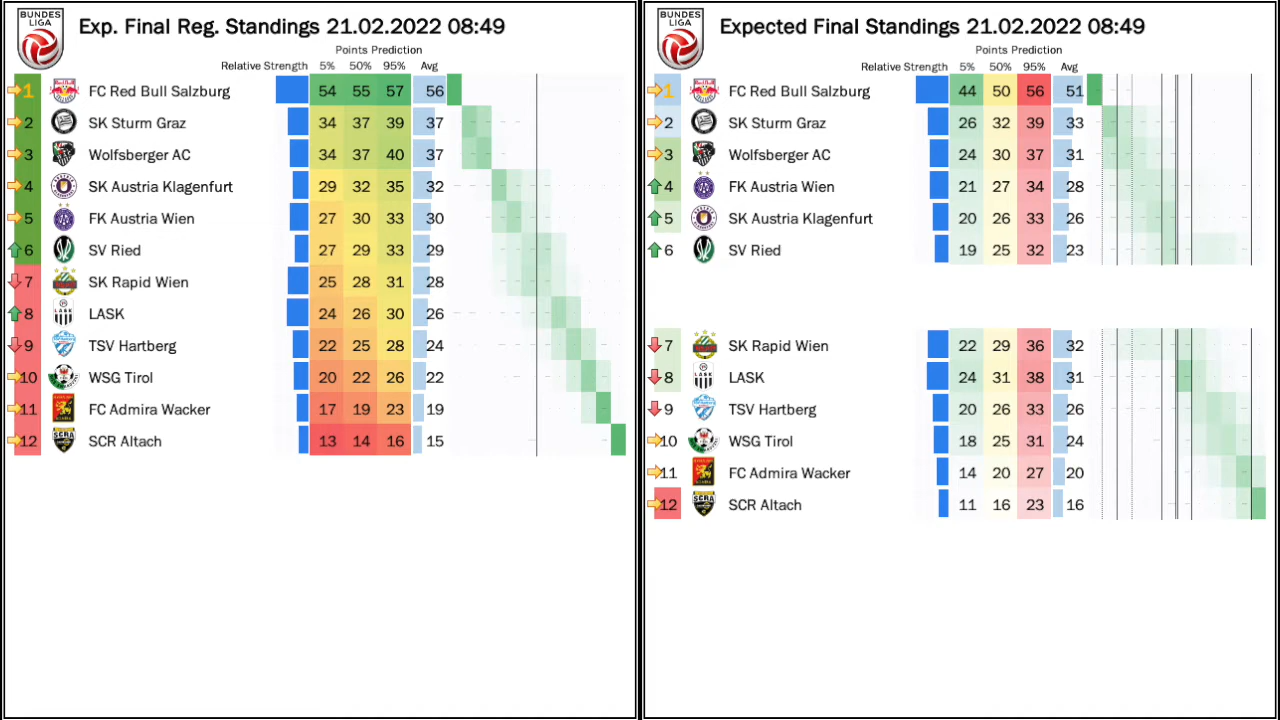 BUNDES
LIGA
Exp. Final Reg. Standings 21.02.2022 08:49
Points Prediction
Relative Strength 5% 50% 95% Avg
1 FC Red Bull Salzburg 54 55 57 56
2 SK Sturm Graz 34 37 39 37
3 Wolfsberger AC 34 37 40 37
4 SK Austria Klagenfurt 29 32 35 32
5 FK Austria Wien 27 30 33 30
6 SV Ried 27 29 33 29
7 SK Rapid Wien 25 28 31 28
8 LASK 24 26 30 26
9 TSV Hartberg 22 25 28 24
10 WSG Tirol 20 22 26 22
11 FC Admira Wacker 17 19 23 19
12 SCR Altach 13 14 16 15
BUNDES
LIGA
Expected Final Standings 21.02.2022 08:49
Points Prediction
Relative Strength 5% 50% 95% Avg
1 FC Red Bull Salzburg 44 50 56 51
2 SK Sturm Graz 26 32 39 33
3 Wolfsberger AC 24 30 37 31
4 FK Austria Wien 21 27 34 28
5 SK Austria Klagenfurt 20 26 33 26
6 SV Ried 19 25 32 23
7 SK Rapid Wien 22 29 36 32
8 LASK 24 31 38 31
9 TSV Hartberg 20 26 33 26
10 WSG Tirol 18 25 31 24
11 FC Admira Wacker 14 20 27 20
12 SCR Altach 11 16 23 16